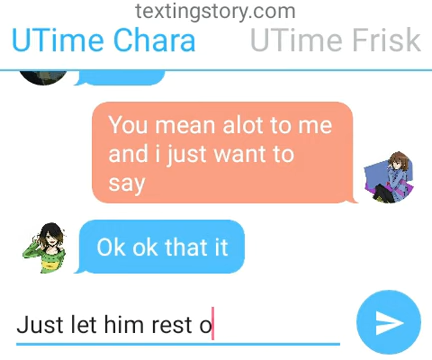 textingstory.com
UTime Chara
UTime Frisk
You mean alot to me
and i just want to
say
Ok ok that it
Just let him rest o